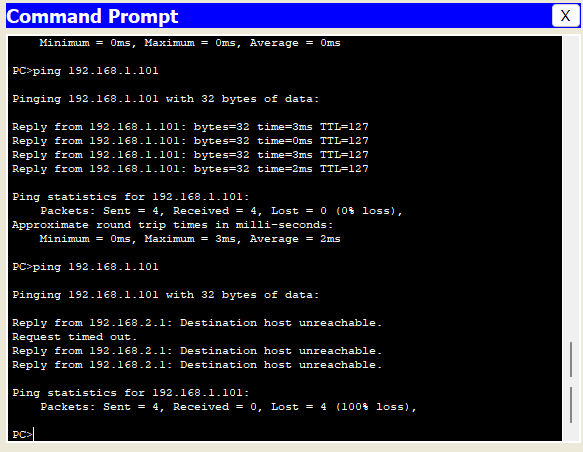 Command Prompt X
Minimum = 0ms, Maximum = 0ms, Average = 0ms
PC>ping 192.168.1.101
Pinging 192.168.1.101 with 32 bytes of data:
Reply from 192.168.1.101: bytes=32 time=3ms TTL=127
Reply from 192.168.1.101: bytes=32 time=0ms TTL=127
Reply from 192.168.1.101: bytes=32 time=3ms TTL=127
Reply from 192.168.1.101: bytes=32 time=2ms TTL=127
Ping statistics for 192.168.1.101:
Packets: Sent = 4, Received = 4, Lost = 0 (0% loss),
Approximate round trip times in milli-seconds:
Minimum = 0ms, Maximum = 3ms, Average = 2ms
PC>ping 192.168.1.101
Pinging 192.168.1.101 with 32 bytes of data:
Reply from 192.168.2.1: Destination host unreachable.
Request timed out.
Reply from 192.168.2.1: Destination host unreachable.
Reply from 192.168.2.1: Destination host unreachable.
Ping statistics for 192.168.1.101:
Packets: Sent = 4, Received = 0, Lost = 4 (100% loss),
PC>